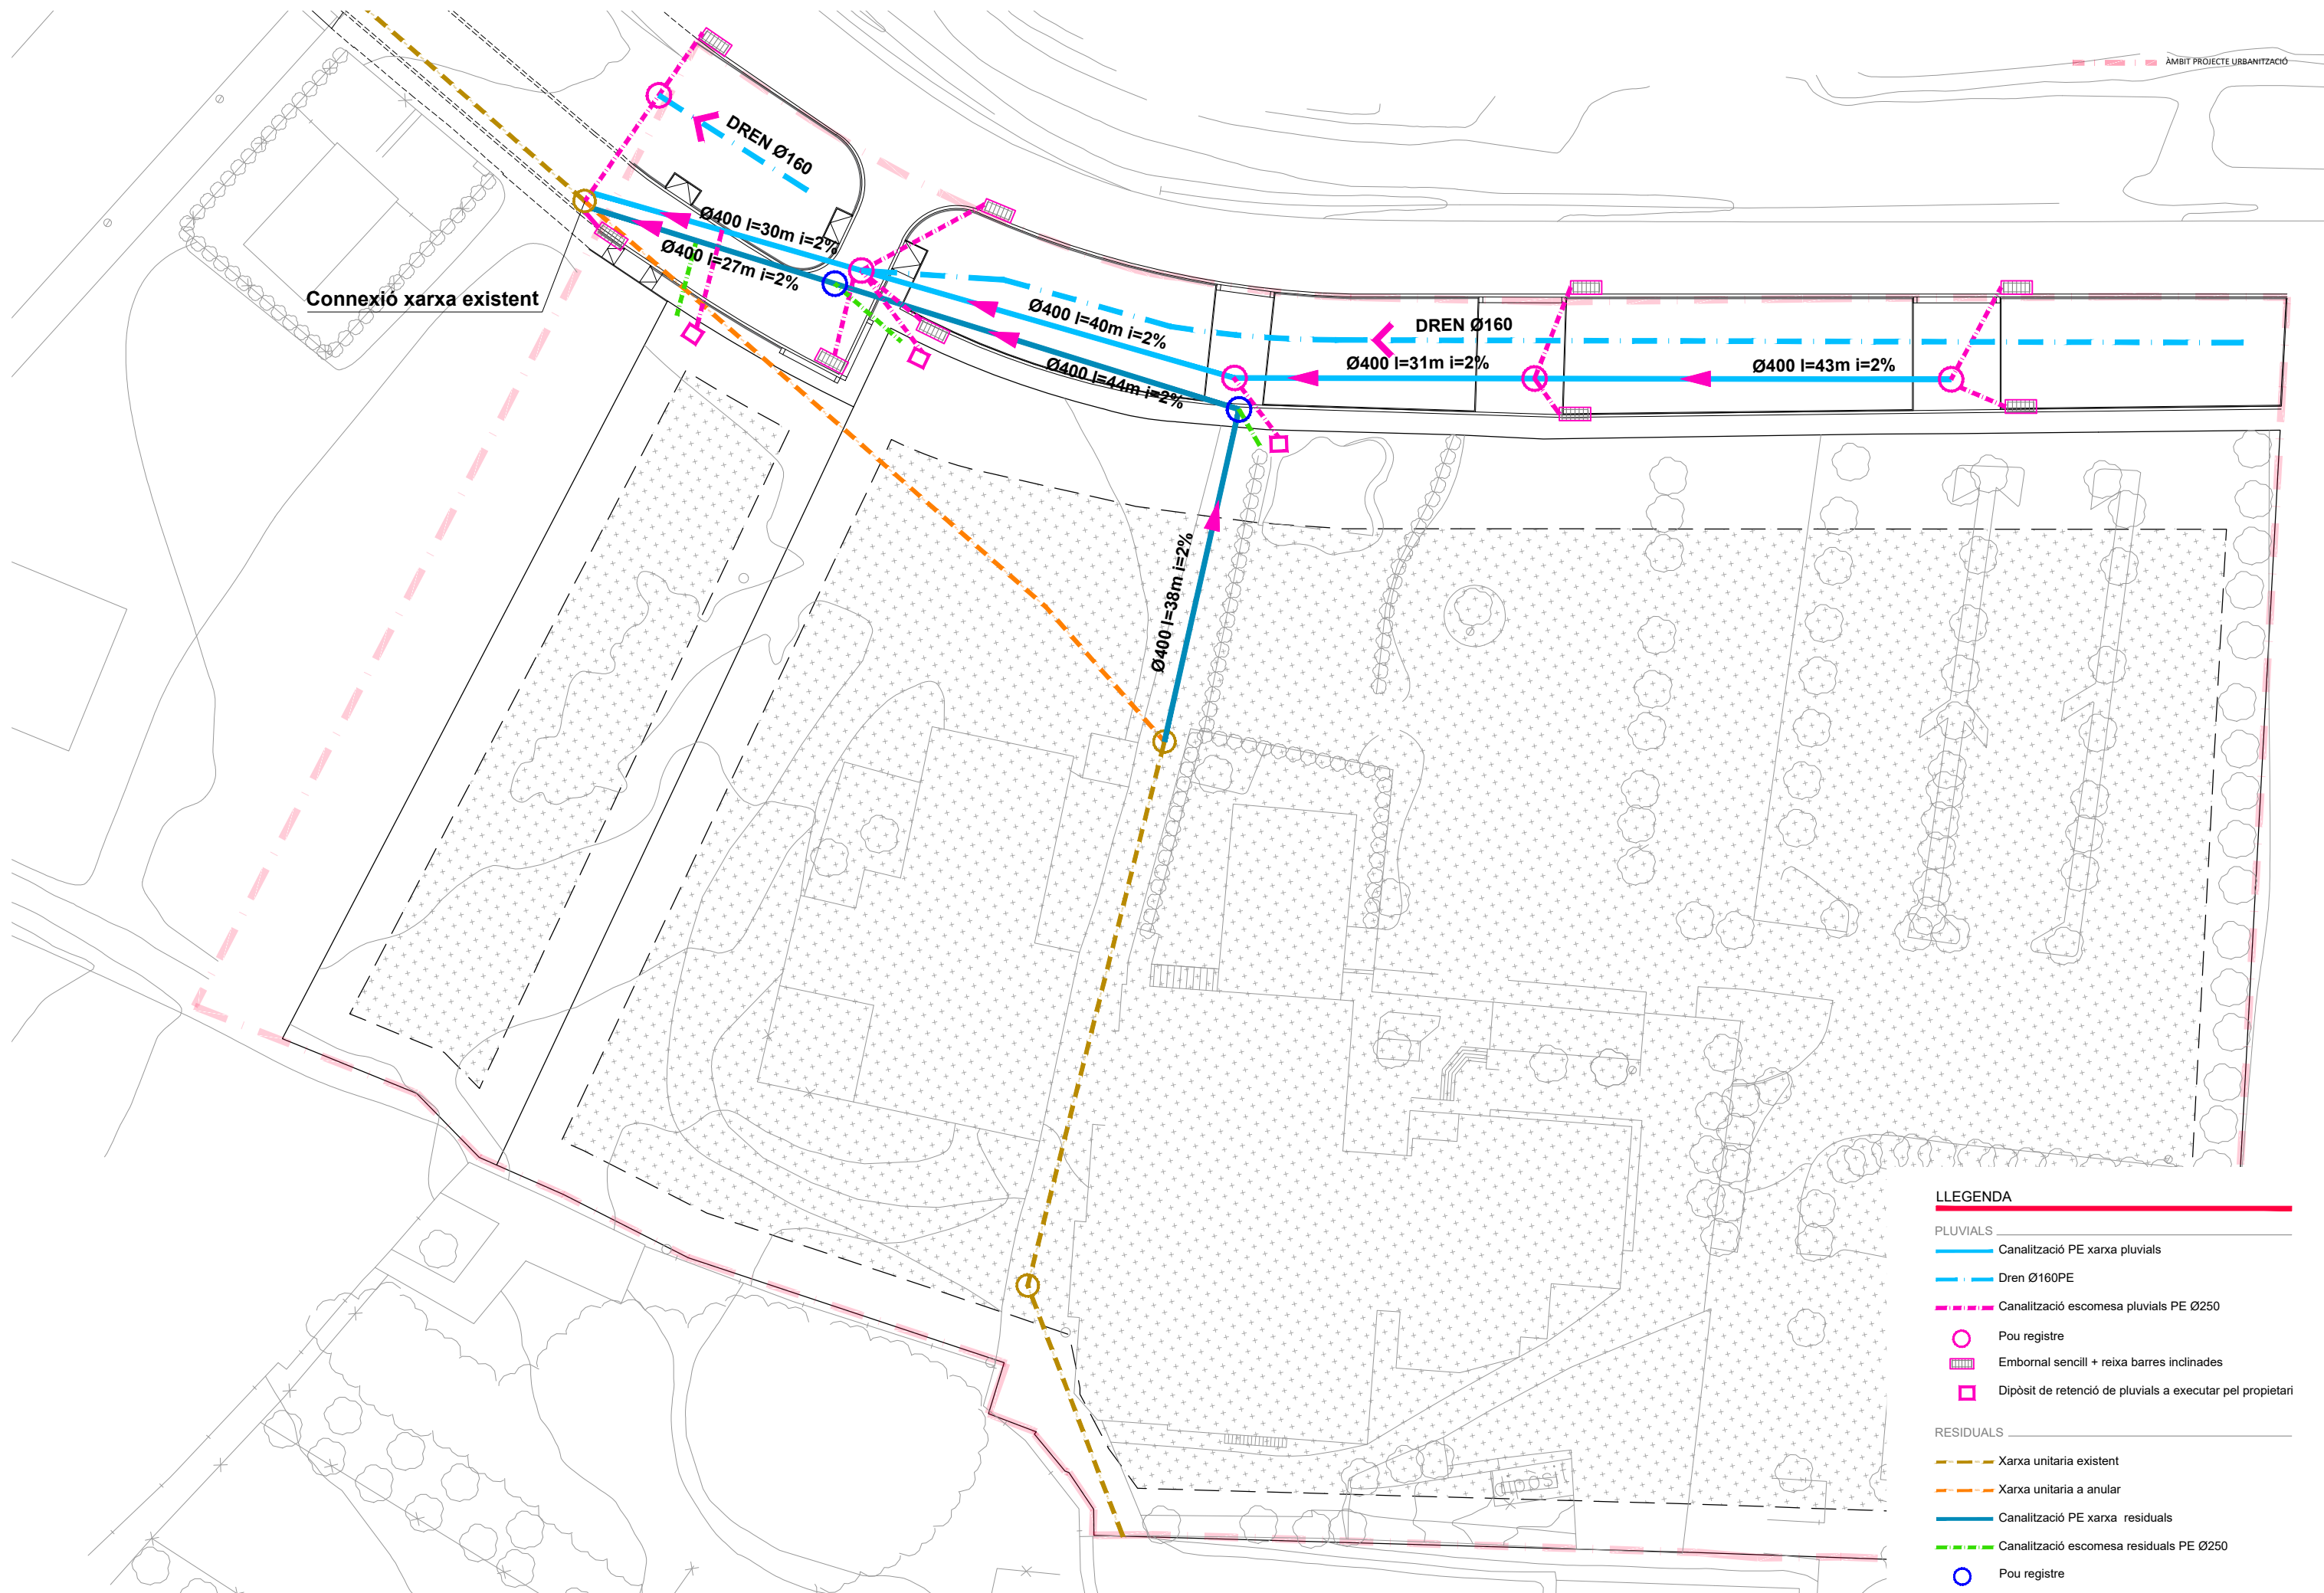 ÀMBIT PROJECTE URBANITZACIÓ
DREN Ø160
Ø400 l=30m i=2%
Ø400 l=27m i=2%
Connexió xarxa existent
Ø400 l=40m i=2%
DREN Ø160
Ø400 l=31m i=2%
Ø400 l=43m i=2%
Ø400 l=44m i=2%
Ø400 l=38m i=2%
LLEGENDA
PLUVIALS
Canalització PE xarxa pluvials
Dren Ø160PE
Canalització escomesa pluvials PE Ø250
Pou registre
Embornal sencill + reixa barres inclinades
Dipòsit de retenció de pluvials a executar pel propietari
RESIDUALS
Xarxa unitaria existent
Xarxa unitaria a anular
Canalització PE xarxa residuals
Canalització escomesa residuals PE Ø250
Pou registre